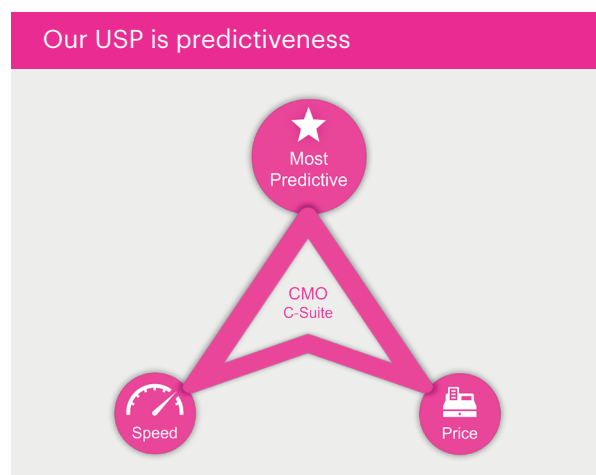 Our USP is predictiveness
Most
Predictive
CMO
C-Suite
Speed
Price